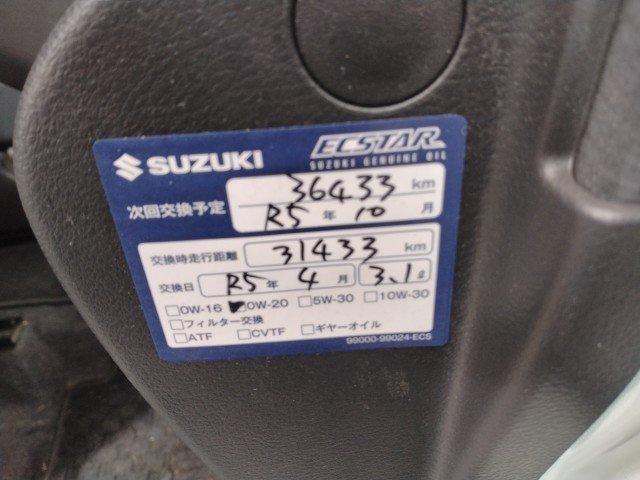 SUZUKI ECSTAR
SUZUKI GENUINE OIL
次回交換予定 36433 km
R5 年 10 月
交換時走行距離 31433 km
交換日 R5 年 4 月 3.1ℓ
□0W-16 ☑0W-20 □5W-30 □10W-30
□フィルター交換
□ATF □CVTF □ギヤーオイル
99000-99024-ECS